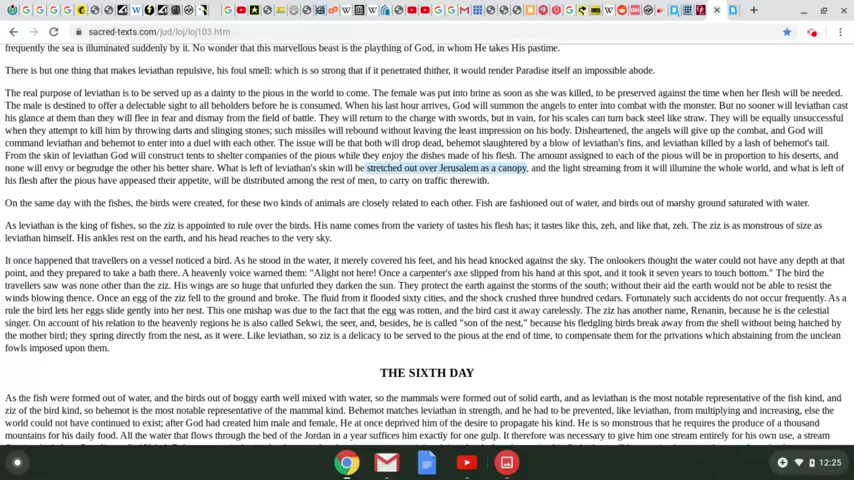 sacred-texts.com/jud/loj/loj103.htm
frequently the sea is illuminated suddenly by it. No wonder that this marvellous beast is the plaything of God, in whom He takes His pastime.
There is but one thing that makes leviathan repulsive, his foul smell: which is so strong that if it penetrated thither, it would render Paradise itself an impossible abode.
The real purpose of leviathan is to be served up as a dainty to the pious in the world to come. The female was put into brine as soon as she was killed, to be preserved against the time when her flesh will be needed.
The male is destined to offer a delectable sight to all beholders before he is consumed. When his last hour arrives, God will summon the angels to enter into combat with the monster. But no sooner will leviathan cast
his glance at them than they will flee in fear and dismay from the field of battle. They will return to the charge with swords, but in vain, for his scales can turn back steel like straw. They will be equally unsuccessful
when they attempt to kill him by throwing darts and slinging stones; such missiles will rebound without leaving the least impression on his body. Disheartened, the angels will give up the combat, and God will
command leviathan and behemot to enter into a duel with each other. The issue will be that both will drop dead, behemot slaughtered by a blow of leviathan's fins, and leviathan killed by a lash of behemot's tail.
From the skin of leviathan God will construct tents to shelter companies of the pious while they enjoy the dishes made of his flesh. The amount assigned to each of the pious will be in proportion to his deserts, and
none will envy or begrudge the other his better share. What is left of leviathan's skin will be stretched out over Jerusalem as a canopy, and the light streaming from it will illumine the whole world, and what is left of
his flesh after the pious have appeased their appetite, will be distributed among the rest of men, to carry on traffic therewith.
On the same day with the fishes, the birds were created, for these two kinds of animals are closely related to each other. Fish are fashioned out of water, and birds out of marshy ground saturated with water.
As leviathan is the king of fishes, so the ziz is appointed to rule over the birds. His name comes from the variety of tastes his flesh has; it tastes like this, zeh, and like that, zeh. The ziz is as monstrous of size as
leviathan himself. His ankles rest on the earth, and his head reaches to the very sky.
It once happened that travellers on a vessel noticed a bird. As he stood in the water, it merely covered his feet, and his head knocked against the sky. The onlookers thought the water could not have any depth at that
point, and they prepared to take a bath there. A heavenly voice warned them: "Alight not here! Once a carpenter's axe slipped from his hand at this spot, and it took it seven years to touch bottom." The bird the
travellers saw was none other than the ziz. His wings are so huge that unfurled they darken the sun. They protect the earth against the storms of the south; without their aid the earth would not be able to resist the
winds blowing thence. Once an egg of the ziz fell to the ground and broke. The fluid from it flooded sixty cities, and the shock crushed three hundred cedars. Fortunately such accidents do not occur frequently. As a
rule the bird lets her eggs slide gently into her nest. This one mishap was due to the fact that the egg was rotten, and the bird cast it away carelessly. The ziz has another name, Renanin, because he is the celestial
singer. On account of his relation to the heavenly regions he is also called Sekwi, the seer, and, besides, he is called "son of the nest," because his fledgling birds break away from the shell without being hatched by
the mother bird; they spring directly from the nest, as it were. Like leviathan, so ziz is a delicacy to be served to the pious at the end of time, to compensate them for the privations which abstaining from the unclean
fowls imposed upon them.
THE SIXTH DAY
As the fish were formed out of water, and the birds out of boggy earth well mixed with water, so the mammals were formed out of solid earth, and as leviathan is the most notable representative of the fish kind, and
ziz of the bird kind, so behemot is the most notable representative of the mammal kind. Behemot matches leviathan in strength, and he had to be prevented, like leviathan, from multiplying and increasing, else the
world could not have continued to exist; after God had created him male and female, He at once deprived him of the desire to propagate his kind. He is so monstrous that he requires the produce of a thousand
mountains for his daily food. All the water that flows through the bed of the Jordan in a year suffices him exactly for one gulp. It therefore was necessary to give him one stream entirely for his own use, a stream
12:25